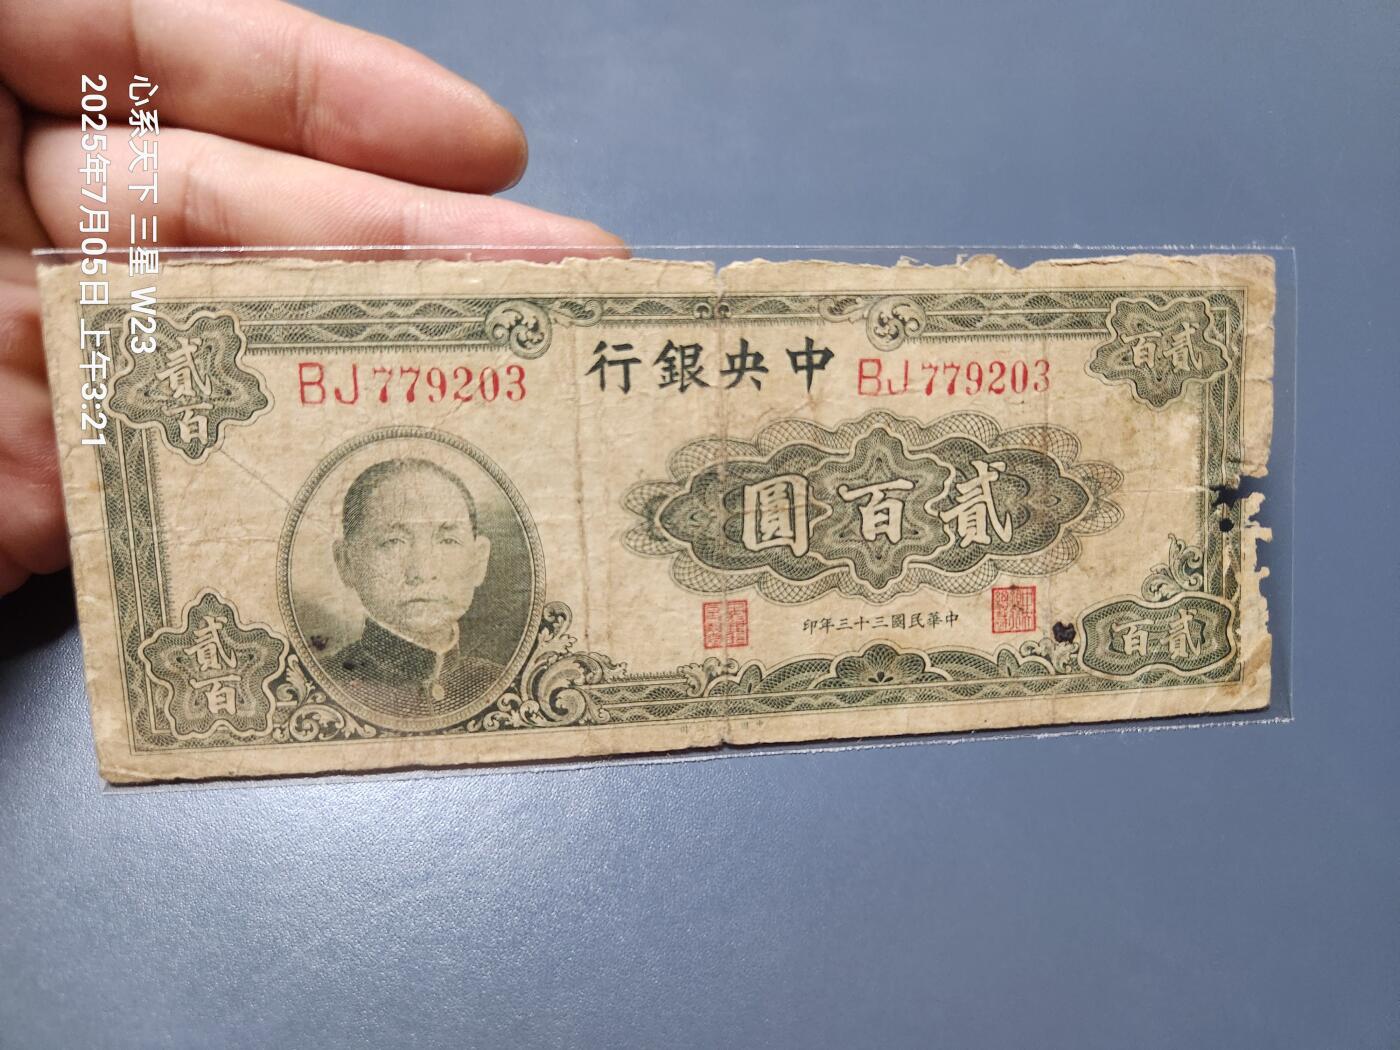 心系天下 三星 W23
2025年7月05日 上午3:21
行銀央中
BJ779203
BJ779203
貳百
百貳
圓百貳
印年三十三國民華中
貳百
百貳